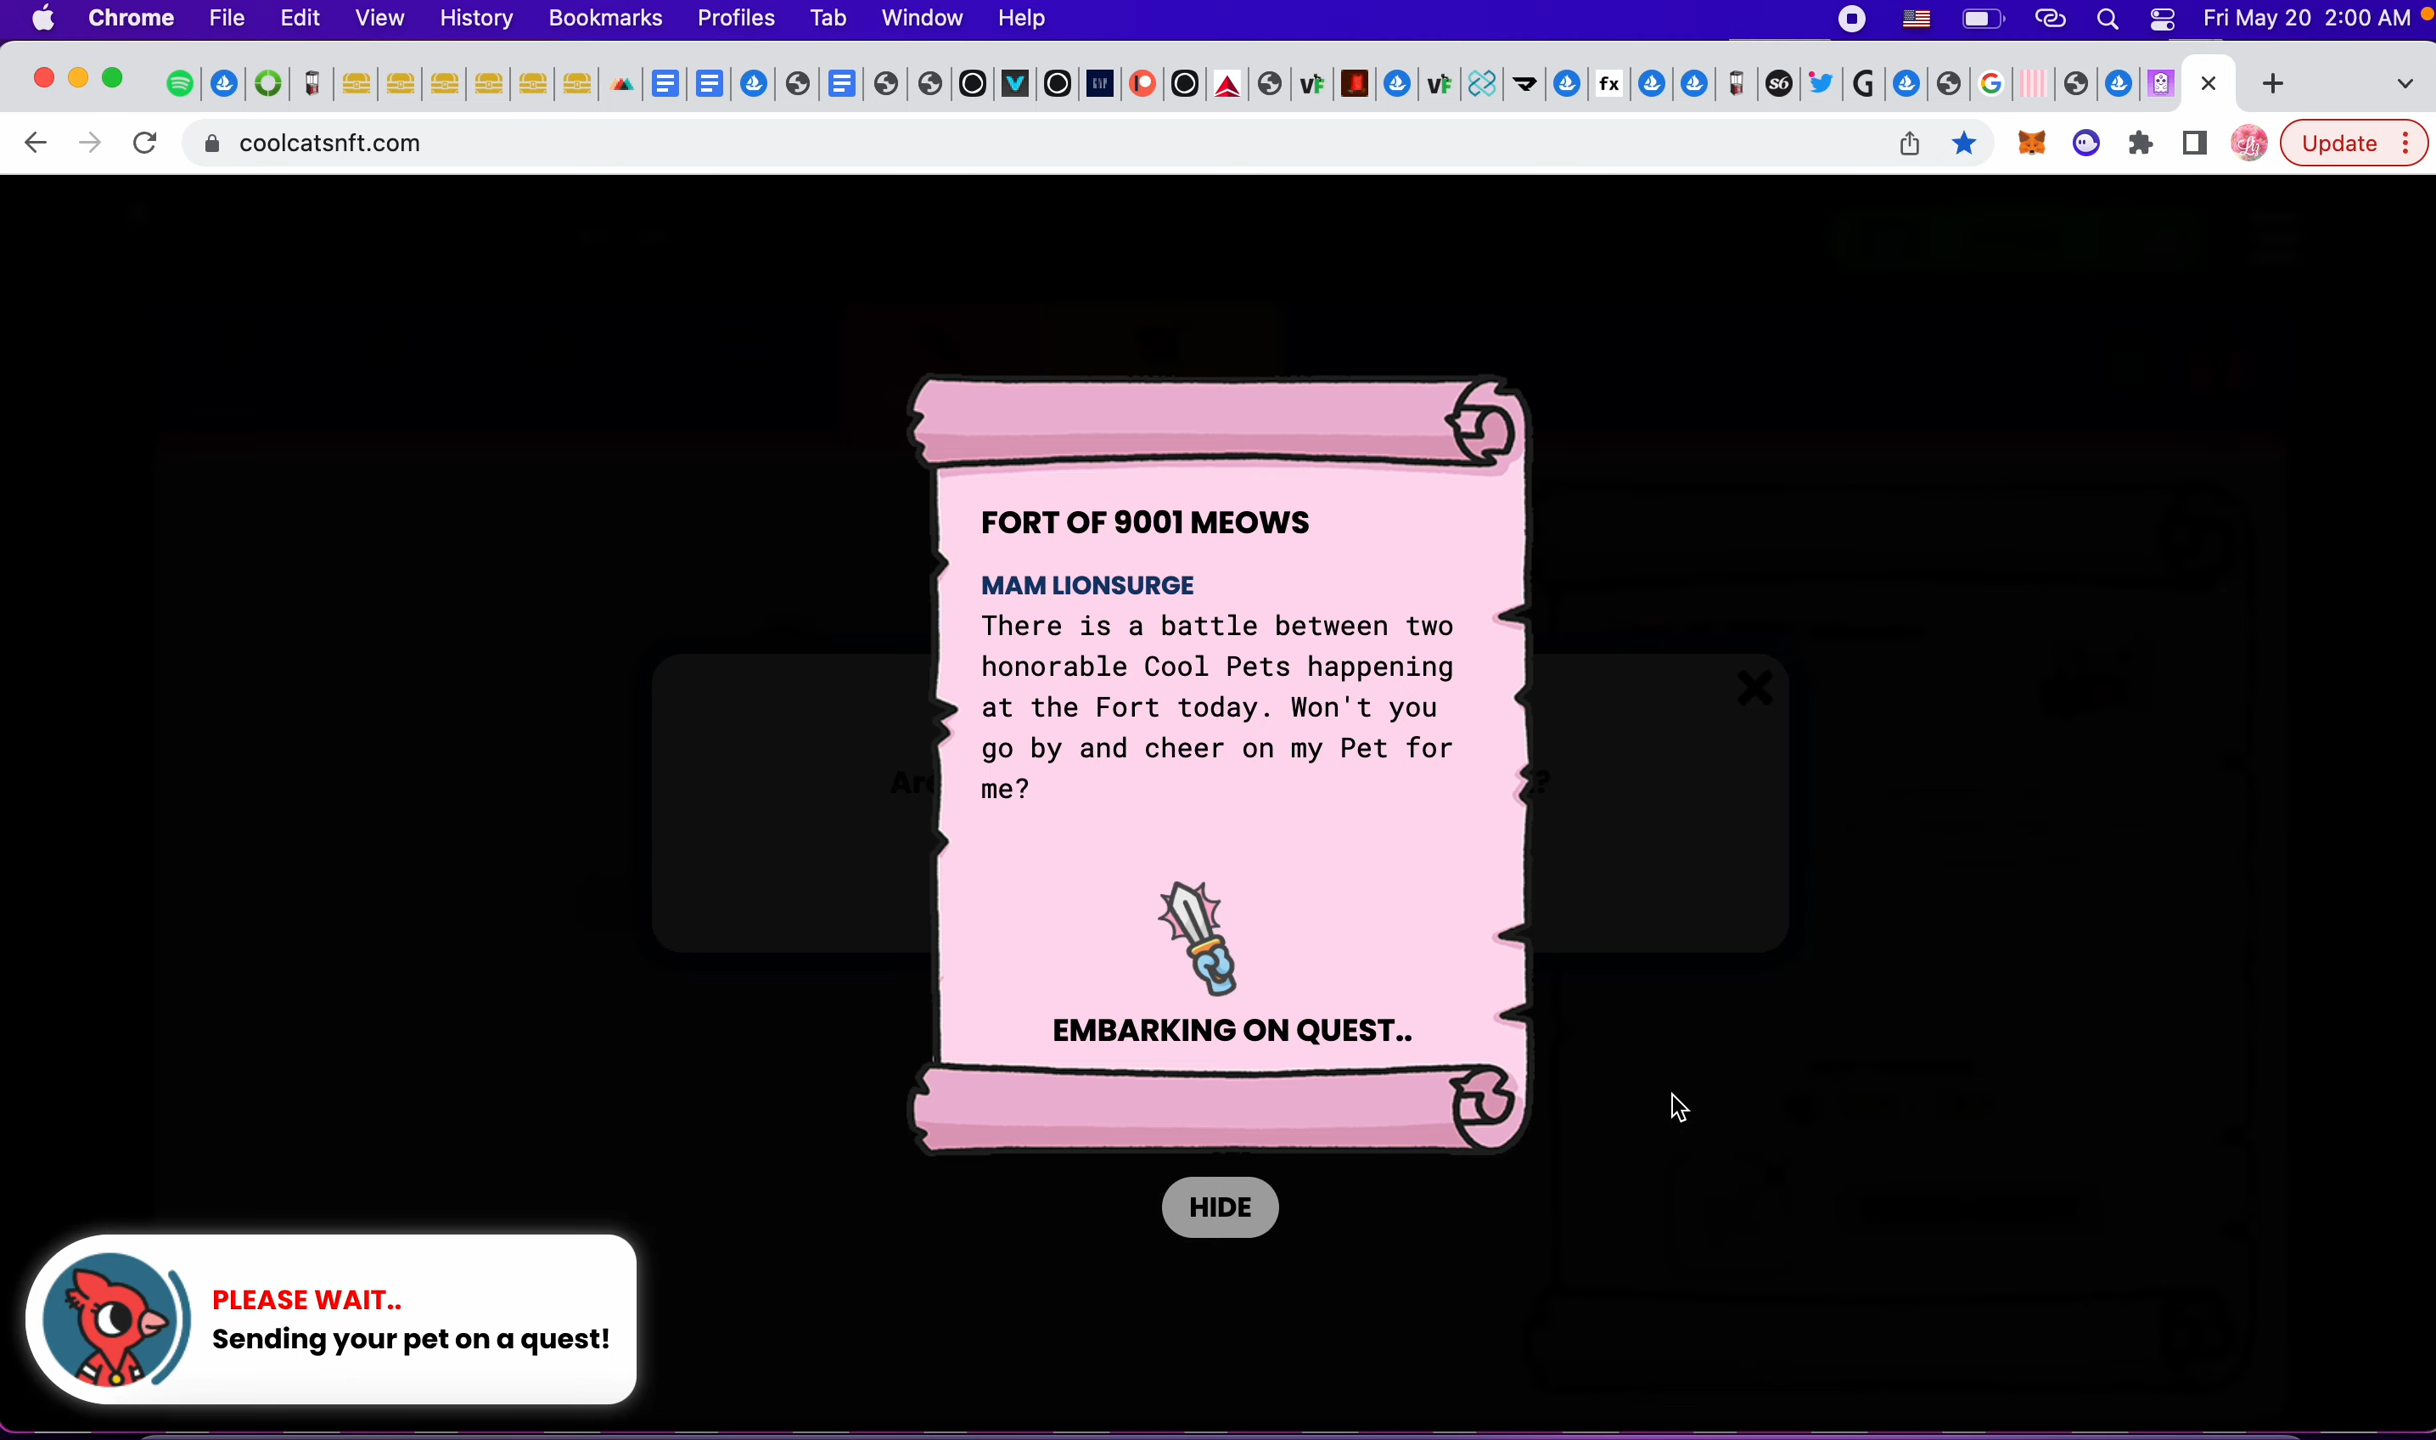 Chrome File Edit View History Bookmarks Profiles Tab Window Help Fri May 20 2:00 AM
fx S6 G
coolcatsnft.com Update
FORT OF 9001 MEOWS
MAM LIONSURGE
There is a battle between two
honorable Cool Pets happening
at the Fort today. Won't you
go by and cheer on my Pet for
me?
EMBARKING ON QUEST..
HIDE
PLEASE WAIT..
Sending your pet on a quest!